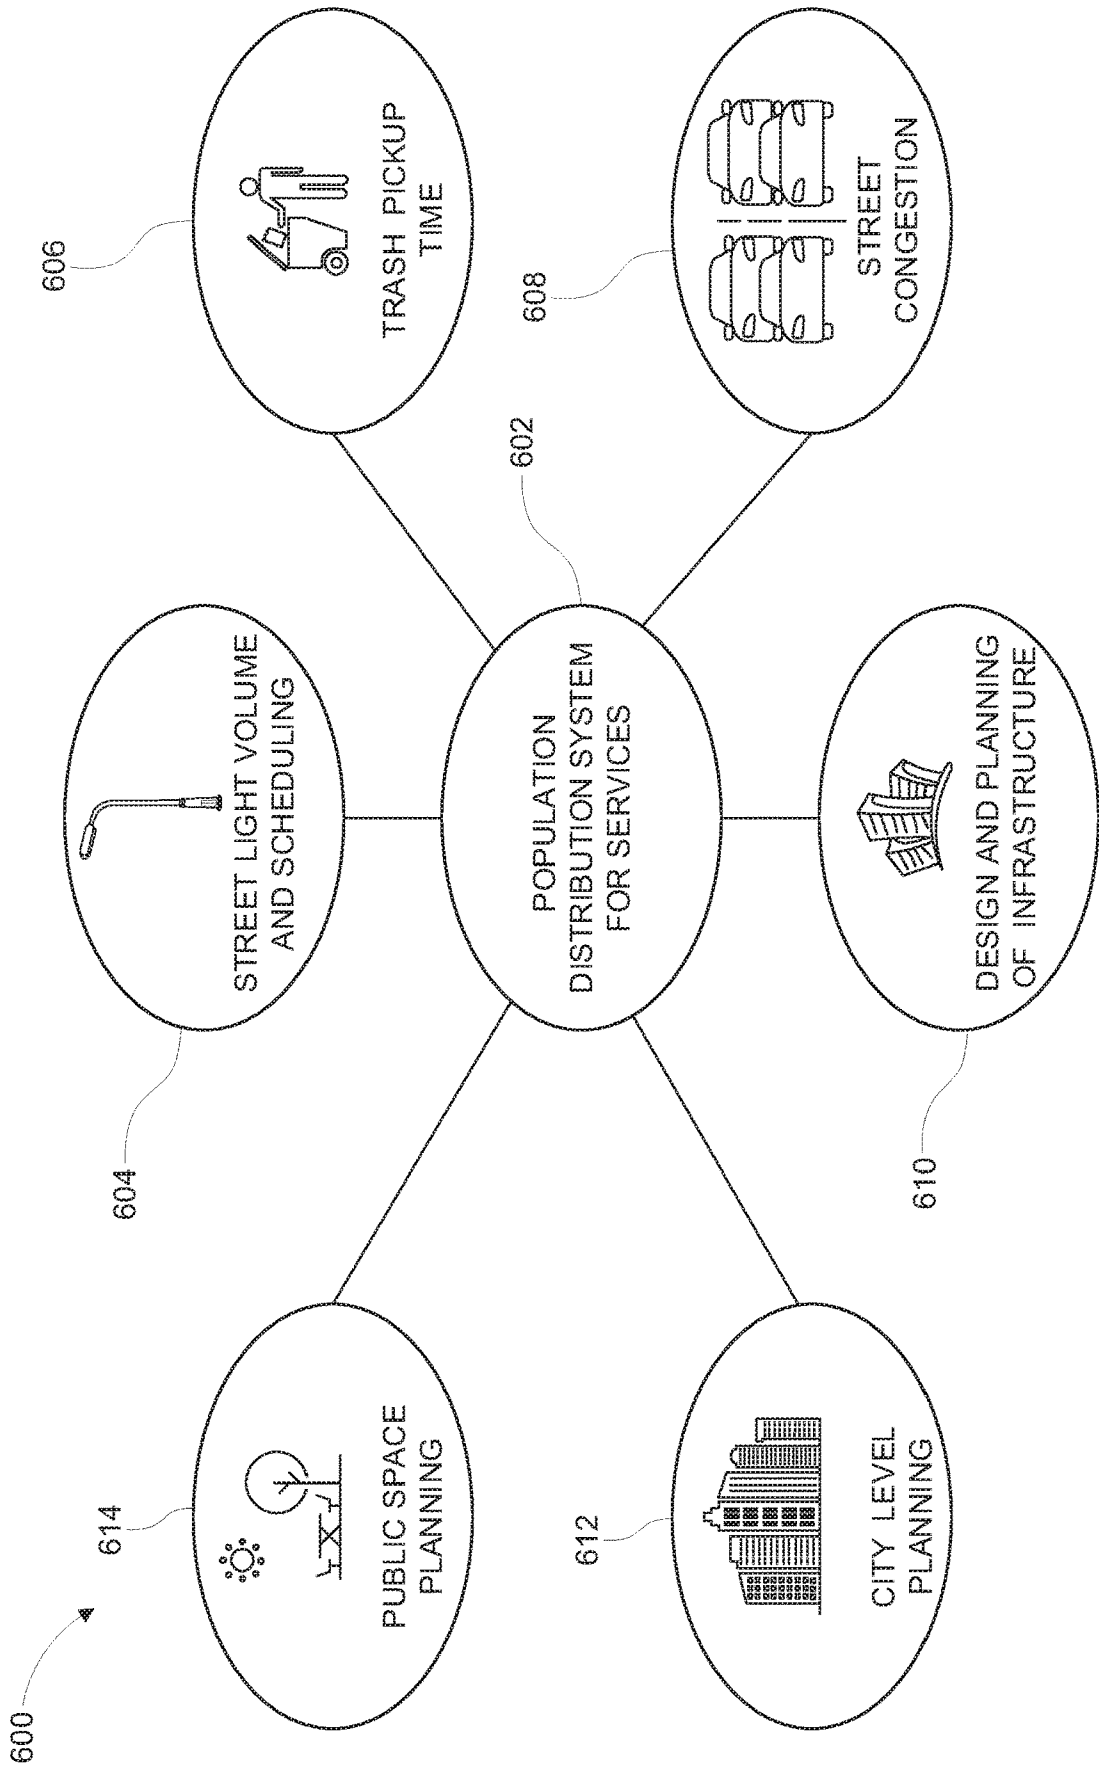 600
614
PUBLIC SPACE
PLANNING
604
STREET LIGHT VOLUME
AND SCHEDULING
606
TRASH PICKUP
TIME
602
POPULATION
DISTRIBUTION SYSTEM
FOR SERVICES
612
CITY LEVEL
PLANNING
610
DESIGN AND PLANNING
OF INFRASTRUCTURE
608
STREET
CONGESTION